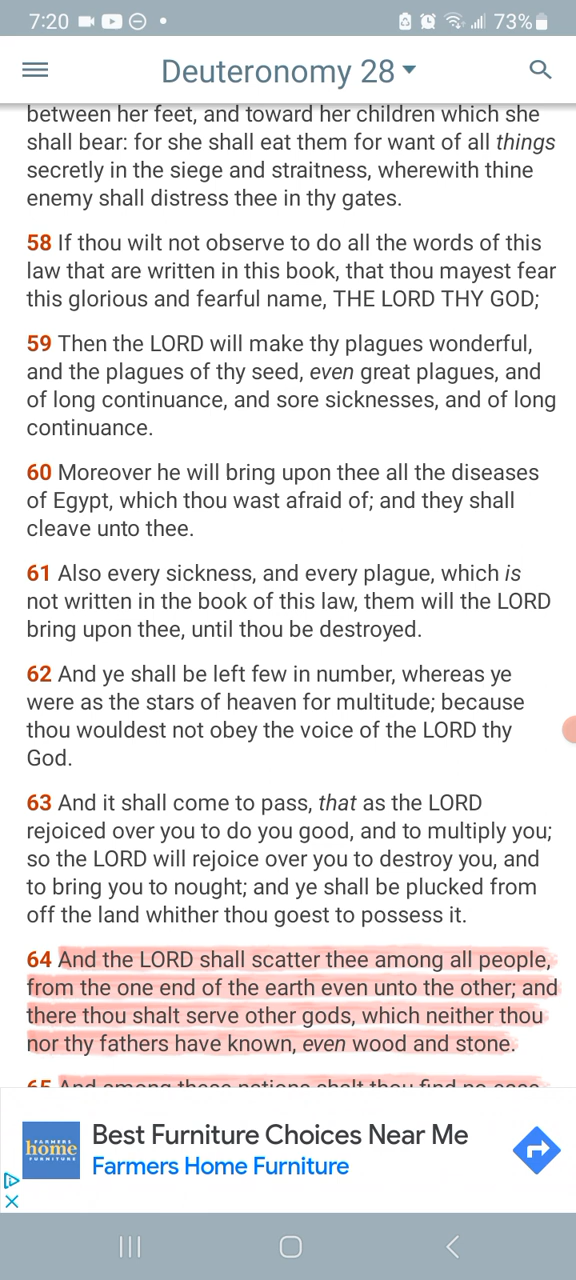 7:20
73%
Deuteronomy 28
between her feet, and toward her children which she
shall bear: for she shall eat them for want of all things
secretly in the siege and straitness, wherewith thine
enemy shall distress thee in thy gates.
58 If thou wilt not observe to do all the words of this
law that are written in this book, that thou mayest fear
this glorious and fearful name, THE LORD THY GOD;
59 Then the LORD will make thy plagues wonderful,
and the plagues of thy seed, even great plagues, and
of long continuance, and sore sicknesses, and of long
continuance.
60 Moreover he will bring upon thee all the diseases
of Egypt, which thou wast afraid of; and they shall
cleave unto thee.
61 Also every sickness, and every plague, which is
not written in the book of this law, them will the LORD
bring upon thee, until thou be destroyed.
62 And ye shall be left few in number, whereas ye
were as the stars of heaven for multitude; because
thou wouldest not obey the voice of the LORD thy
God.
63 And it shall come to pass, that as the LORD
rejoiced over you to do you good, and to multiply you;
so the LORD will rejoice over you to destroy you, and
to bring you to nought; and ye shall be plucked from
off the land whither thou goest to possess it.
64 And the LORD shall scatter thee among all people,
from the one end of the earth even unto the other; and
there thou shalt serve other gods, which neither thou
nor thy fathers have known, even wood and stone.
65 And among these nations shalt thou find no ease,
FARMERS
home
FURNITURE
Best Furniture Choices Near Me
Farmers Home Furniture